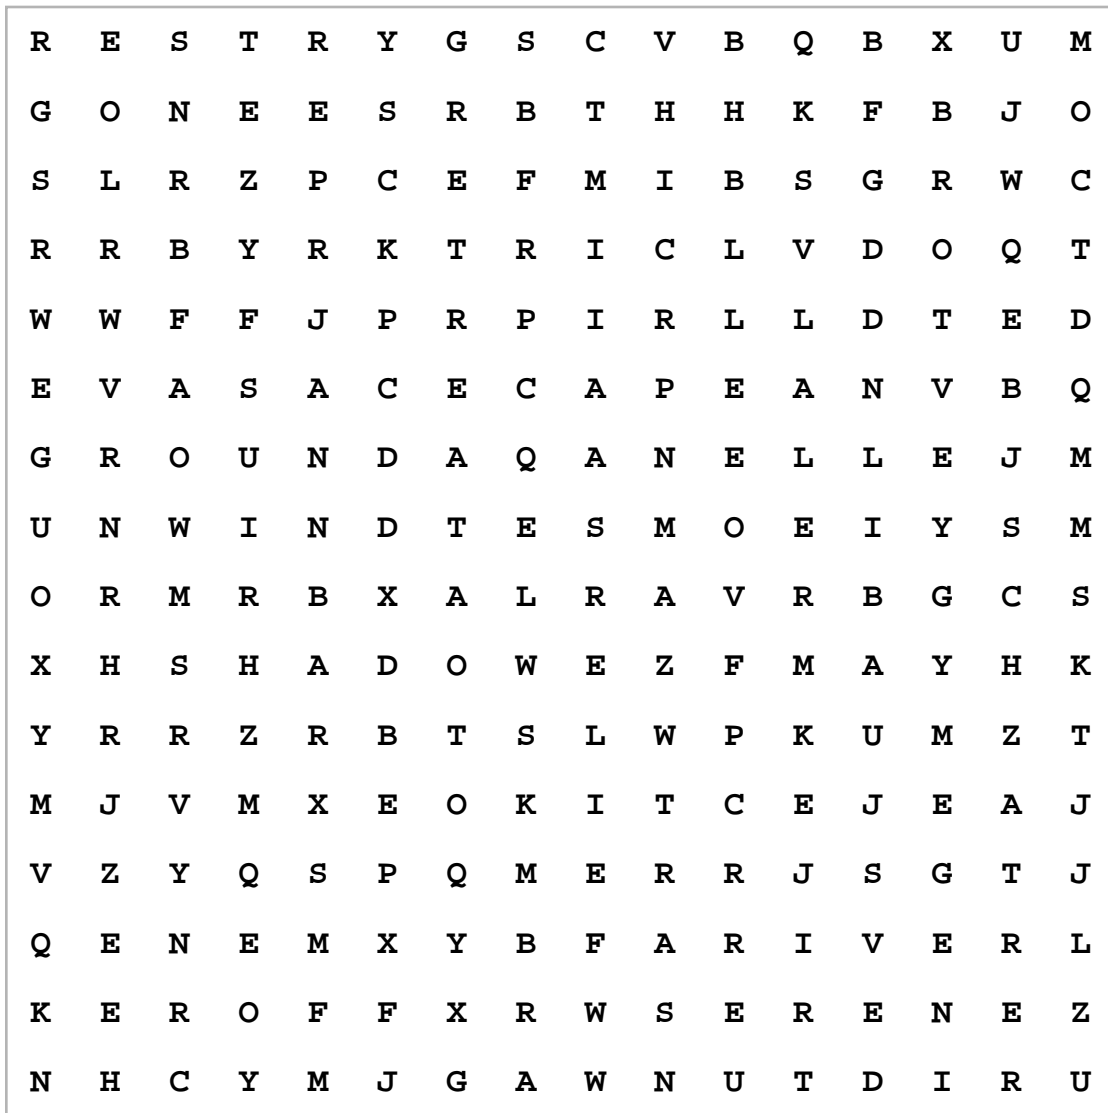 R E S T R Y G S C V B Q B X U M
G O N E E S R B T H H K F B J O
S L R Z P C E F M I B S G R W C
R R B Y R K T R I C L V D O Q T
W W F F J P R P I R L L D T E D
E V A S A C E C A P E A N V B Q
G R O U N D A Q A N E L L E J M
U N W I N D T E S M O E I Y S M
O R M R B X A L R A V R B G C S
X H S H A D O W E Z F M A Y H K
Y R R Z R B T S L W P K U M Z T
M J V M X E O K I T C E J E A J
V Z Y Q S P Q M E R R J S G T J
Q E N E M X Y B F A R I V E R L
K E R O F F X R W S E R E N E Z
N H C Y M J G A W N U T D I R U